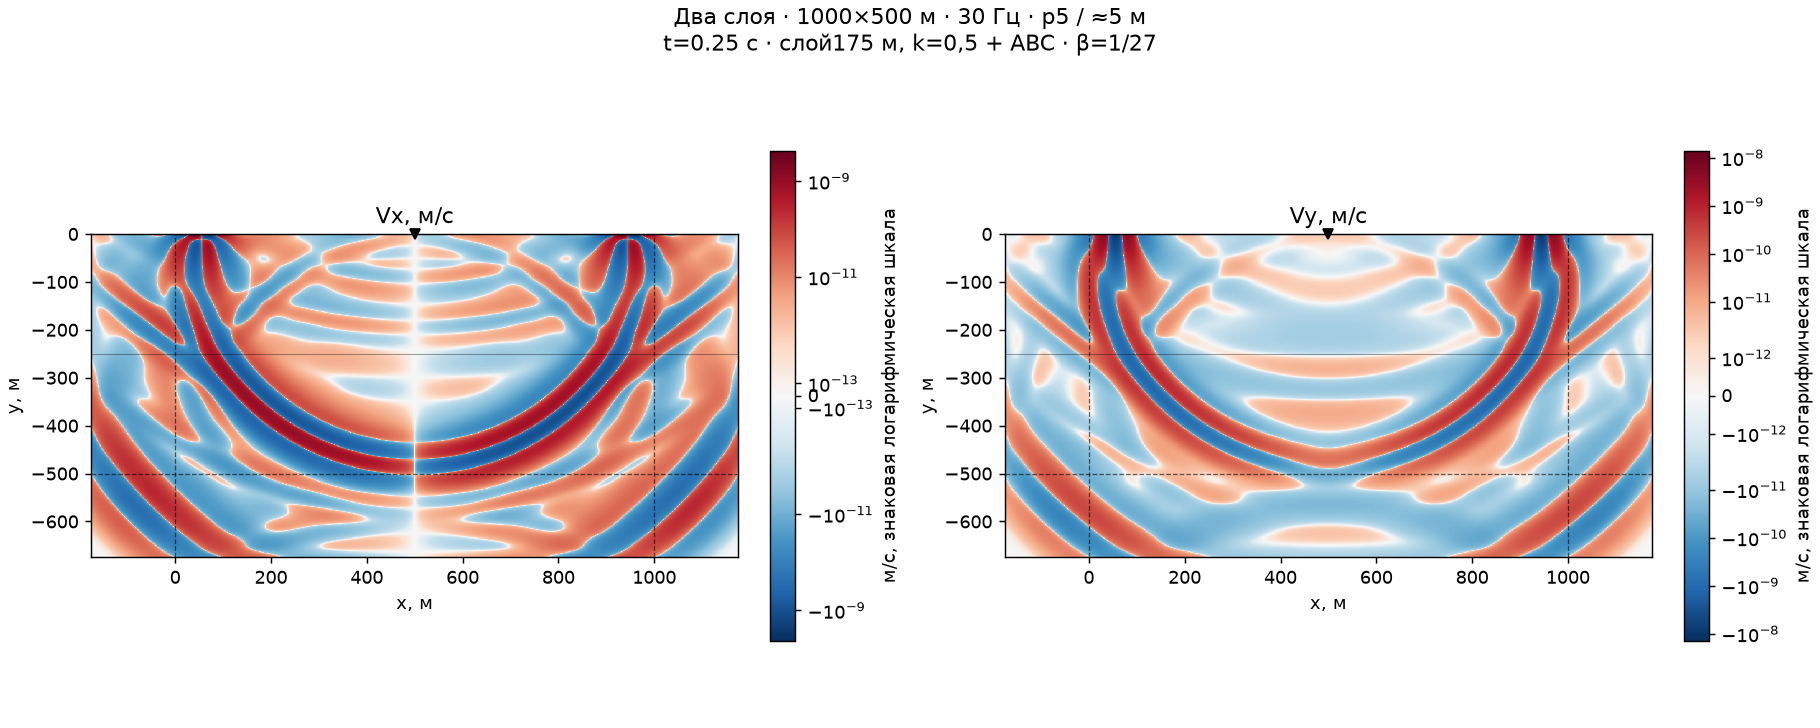 Два слоя · 1000×500 м · 30 Гц · p5 / ≈5 м
t=0.25 с · слой175 м, k=0,5 + ABC · β=1/27
Vx, м/с
0
−100
−200
−300
−400
−500
−600
y, м
0 200 400 600 800 1000
x, м
10⁻⁹
10⁻¹¹
10⁻¹³
0
−10⁻¹³
−10⁻¹¹
−10⁻⁹
м/с, знаковая логарифмическая шкала
Vy, м/с
0
−100
−200
−300
−400
−500
−600
y, м
0 200 400 600 800 1000
x, м
10⁻⁸
10⁻⁹
10⁻¹⁰
10⁻¹¹
10⁻¹²
0
−10⁻¹²
−10⁻¹¹
−10⁻¹⁰
−10⁻⁹
−10⁻⁸
м/с, знаковая логарифмическая шкала